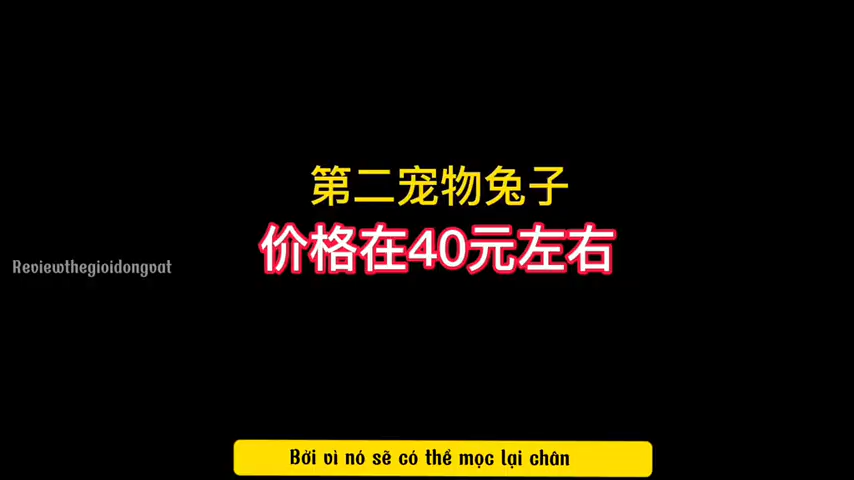 第二宠物兔子
价格在40元左右
Reviewthegioidongvat
Bởi vì nó sẽ có thể mọc lại chân